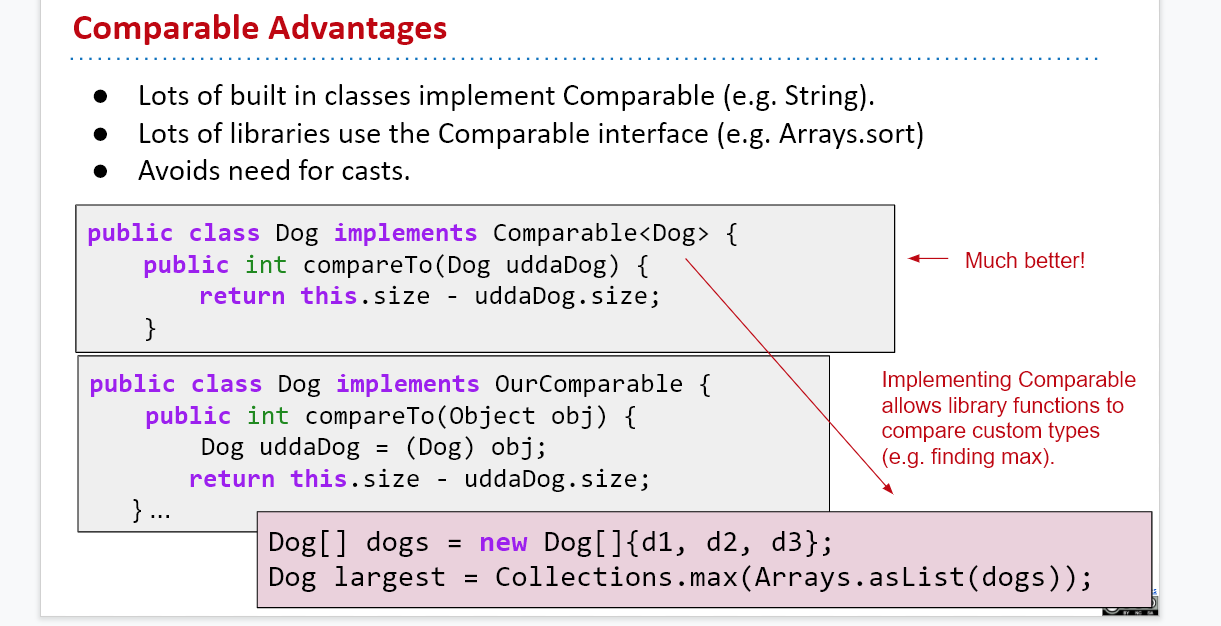 Comparable Advantages
● Lots of built in classes implement Comparable (e.g. String).
● Lots of libraries use the Comparable interface (e.g. Arrays.sort)
● Avoids need for casts.
public class Dog implements Comparable<Dog> {
public int compareTo(Dog uddaDog) {
return this.size - uddaDog.size;
}
Much better!
public class Dog implements OurComparable {
public int compareTo(Object obj) {
Dog uddaDog = (Dog) obj;
return this.size - uddaDog.size;
} ...
Implementing Comparable
allows library functions to
compare custom types
(e.g. finding max).
Dog[] dogs = new Dog[]{d1, d2, d3};
Dog largest = Collections.max(Arrays.asList(dogs));
BY NC SA